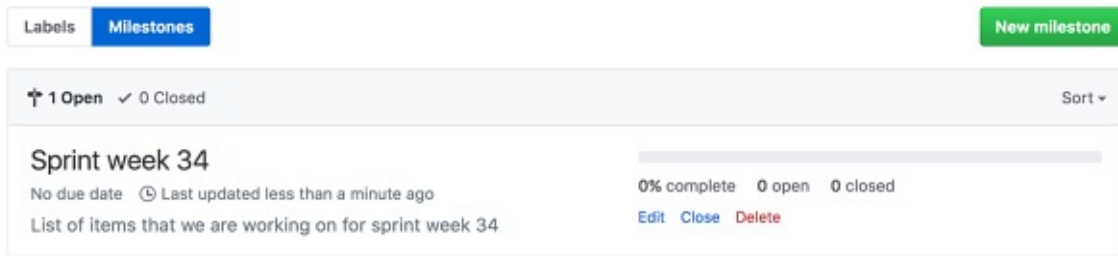 Labels Milestones New milestone
1 Open 0 Closed Sort
Sprint week 34
No due date Last updated less than a minute ago
List of items that we are working on for sprint week 34
0% complete 0 open 0 closed
Edit Close Delete